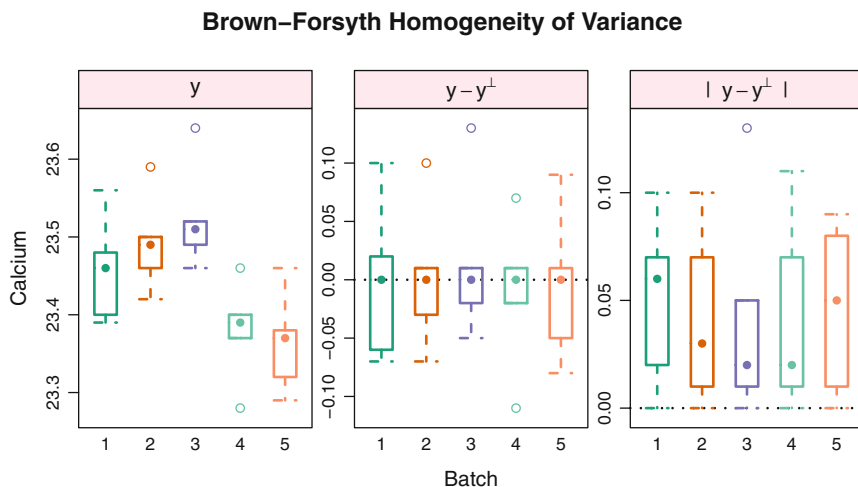 Brown−Forsyth Homogeneity of Variance
y
y − y⊥
| y − y⊥ |
Calcium
23.3 23.4 23.5 23.6
−0.10 −0.05 0.00 0.05 0.10
0.00 0.05 0.10
1 2 3 4 5
1 2 3 4 5
1 2 3 4 5
Batch